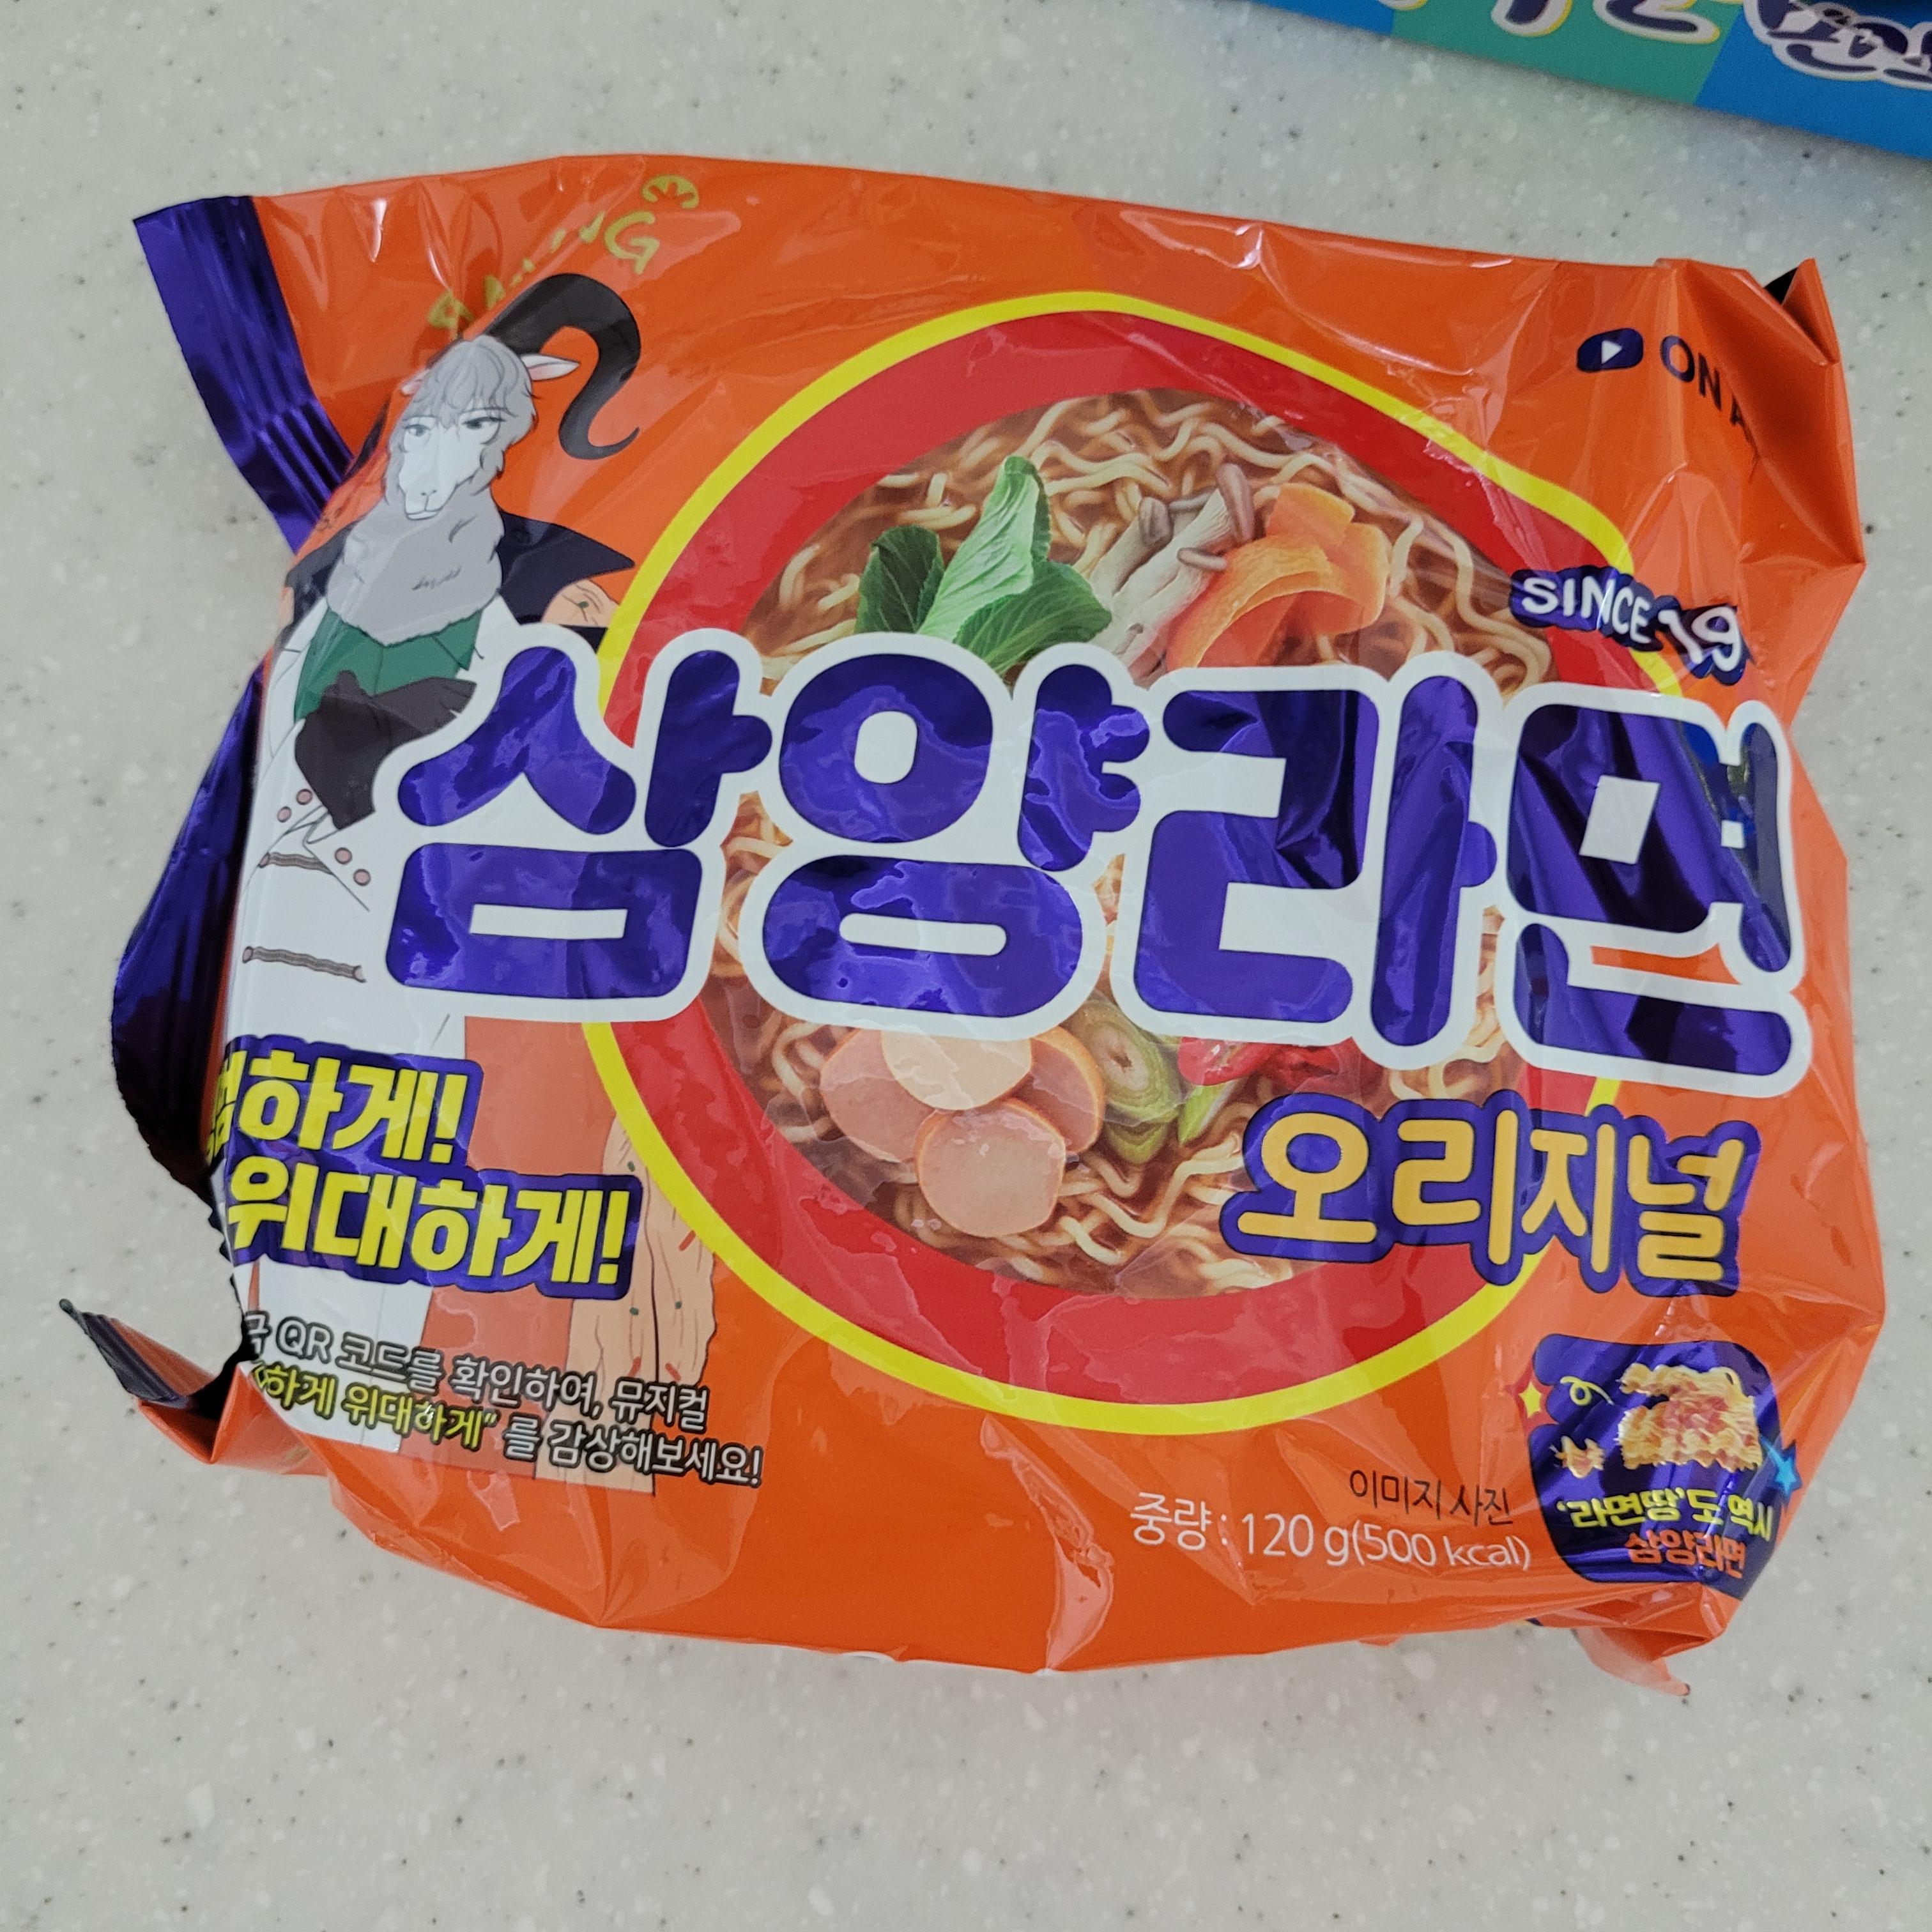 ON
SINCE 19
삼양라면
오리지널
하게!
위대하게!
QR 코드를 확인하여, 뮤지컬
하게 위대하게" 를 감상해보세요!
이미지 사진
중량 : 120 g(500 kcal)
'라면땅'도 역시
삼양라면